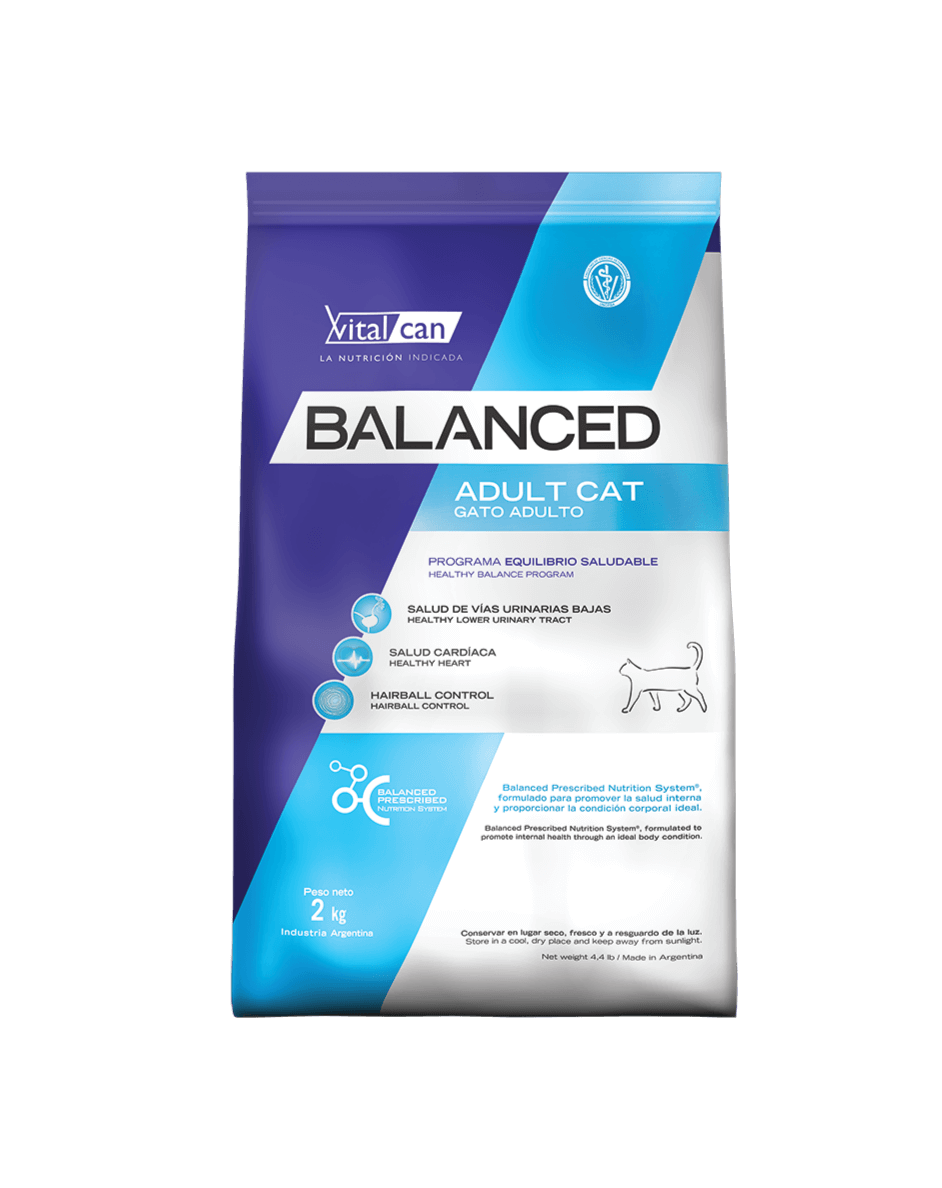 Vital can
LA NUTRICIÓN INDICADA
BALANCED
ADULT CAT
GATO ADULTO
PROGRAMA EQUILIBRIO SALUDABLE
HEALTHY BALANCE PROGRAM
SALUD DE VÍAS URINARIAS BAJAS
HEALTHY LOWER URINARY TRACT
SALUD CARDÍACA
HEALTHY HEART
HAIRBALL CONTROL
HAIRBALL CONTROL
BALANCED
PRESCRIBED
NUTRITION SYSTEM
Balanced Prescribed Nutrition System®,
formulado para promover la salud interna
y proporcionar la condición corporal ideal.
Balanced Prescribed Nutrition System®, formulated to
promote internal health through an ideal body condition.
Peso neto
2 kg
Industria Argentina
Conservar en lugar seco, fresco y a resguardo de la luz.
Store in a cool, dry place and keep away from sunlight.
Net weight 4,4 lb / Made in Argentina